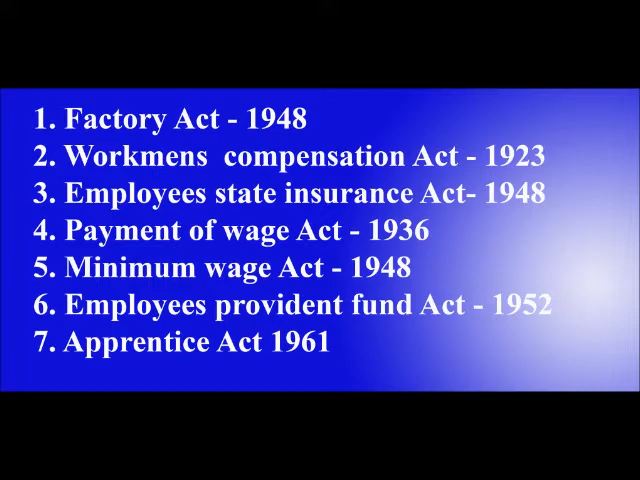 1. Factory Act - 1948
2. Workmens  compensation Act - 1923
3. Employees state insurance Act- 1948
4. Payment of wage Act - 1936
5. Minimum wage Act - 1948
6. Employees provident fund Act - 1952
7. Apprentice Act 1961